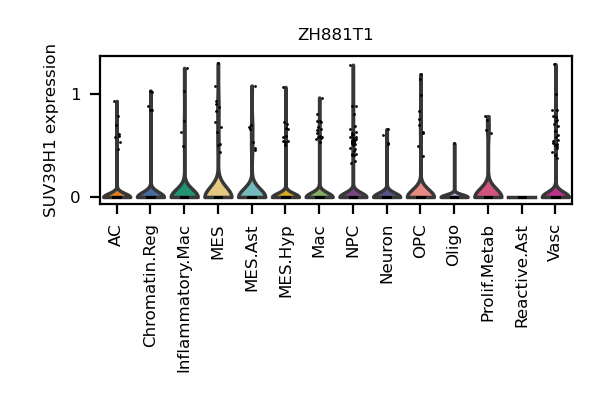 ZH881T1
SUV39H1 expression
1
0
AC
Chromatin.Reg
Inflammatory.Mac
MES
MES.Ast
MES.Hyp
Mac
NPC
Neuron
OPC
Oligo
Prolif.Metab
Reactive.Ast
Vasc